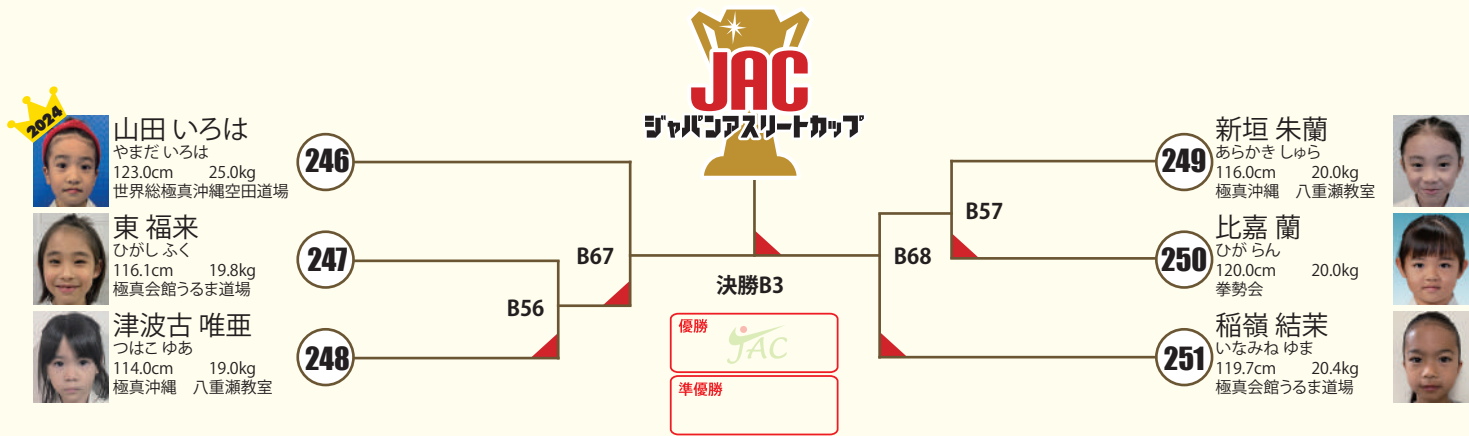 JAC
ジャパンアスリートカップ
2024
山田 いろは
やまだ いろは
123.0cm 25.0kg
世界総極真沖縄空田道場
246
東 福来
ひがし ふく
116.1cm 19.8kg
極真会館うるま道場
247
津波古 唯亜
つはこ ゆあ
114.0cm 19.0kg
極真沖縄 八重瀬教室
248
B56
B67
決勝B3
優勝
JAC
準優勝
B68
B57
249
新垣 朱蘭
あらかき しゅら
116.0cm 20.0kg
極真沖縄 八重瀬教室
250
比嘉 蘭
ひが らん
120.0cm 20.0kg
拳勢会
251
稲嶺 結茉
いなみね ゆま
119.7cm 20.4kg
極真会館うるま道場